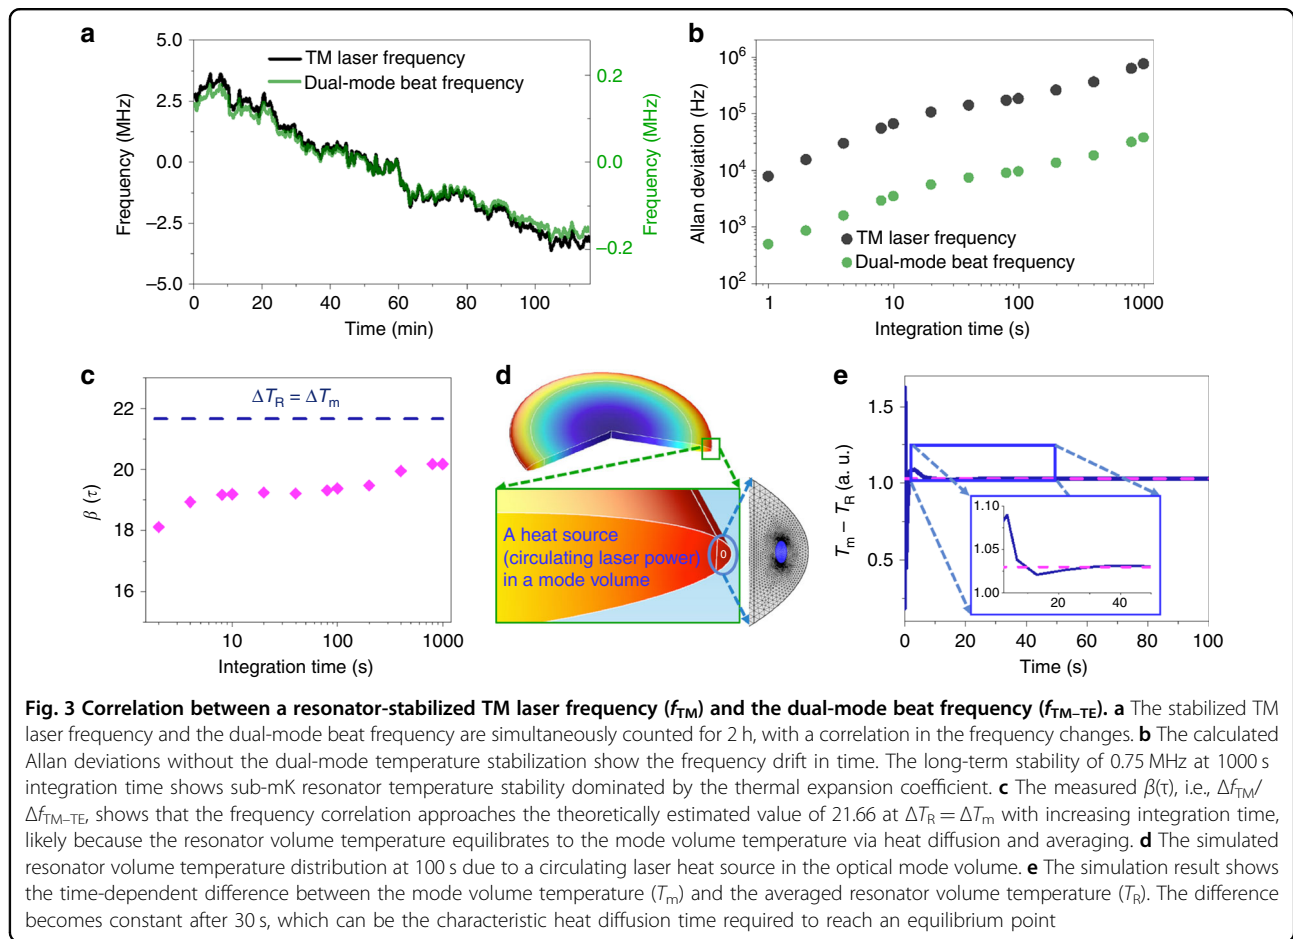 a
5.0
2.5
0.0
–2.5
–5.0
Frequency (MHz)
TM laser frequency
Dual-mode beat frequency
0.2
0.0
–0.2
Frequency (MHz)
0 20 40 60 80 100
Time (min)
b
10⁶
10⁵
10⁴
10³
10²
Allan deviation (Hz)
TM laser frequency
Dual-mode beat frequency
1 10 100 1000
Integration time (s)
c
22
20
18
16
β (τ)
ΔT_R = ΔT_m
10 100 1000
Integration time (s)
d
A heat source
(circulating laser power)
in a mode volume
0
e
1.5
1.0
0.5
T_m – T_R (a. u.)
1.10
1.05
1.00
20 40
0 20 40 60 80 100
Time (s)
Fig. 3 Correlation between a resonator-stabilized TM laser frequency (f_TM) and the dual-mode beat frequency (f_TM–TE). a The stabilized TM
laser frequency and the dual-mode beat frequency are simultaneously counted for 2 h, with a correlation in the frequency changes. b The calculated
Allan deviations without the dual-mode temperature stabilization show the frequency drift in time. The long-term stability of 0.75 MHz at 1000 s
integration time shows sub-mK resonator temperature stability dominated by the thermal expansion coefficient. c The measured β(τ), i.e., Δf_TM/
Δf_TM–TE, shows that the frequency correlation approaches the theoretically estimated value of 21.66 at ΔT_R = ΔT_m with increasing integration time,
likely because the resonator volume temperature equilibrates to the mode volume temperature via heat diffusion and averaging. d The simulated
resonator volume temperature distribution at 100 s due to a circulating laser heat source in the optical mode volume. e The simulation result shows
the time-dependent difference between the mode volume temperature (T_m) and the averaged resonator volume temperature (T_R). The difference
becomes constant after 30 s, which can be the characteristic heat diffusion time required to reach an equilibrium point